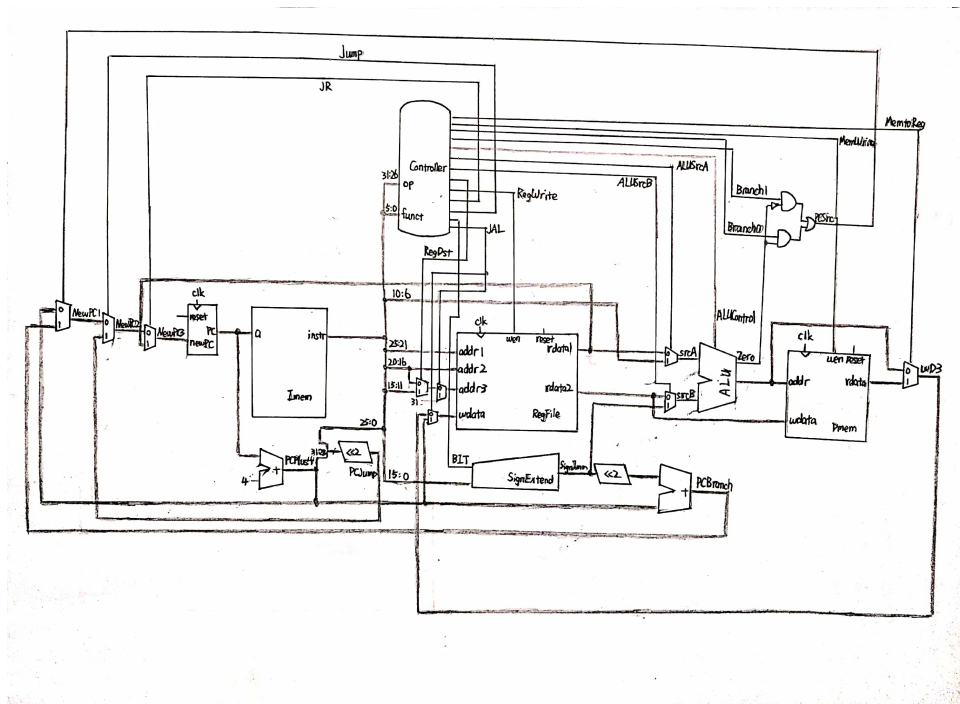 Jump
JR
MemtoReg
MemWrite
Controller
ALUSrcA
31:26
op
ALUSrcB
Branch1
5:0
funct
RegWrite
PCSrc
Branch0
JAL
RegDst
10:6
clk
reset
NewPC1
NewPC2
NewPC3
PC
newPC
a
instr
Imem
ALUControl
clk
wen
reset
25:21
addr1
rdata1
0
1
srcA
Zero
20:16
addr2
15:11
addr3
rdata2
srcB
ALU
31
wdata
RegFile
clk
wen
reset
addr
rdata
wdata
Dmem
WD3
25:0
31:28
<<2
PCPlus4
PCJump
4
+
BIT
SignImm
15:0
SignExtend
<<2
+
PCBranch